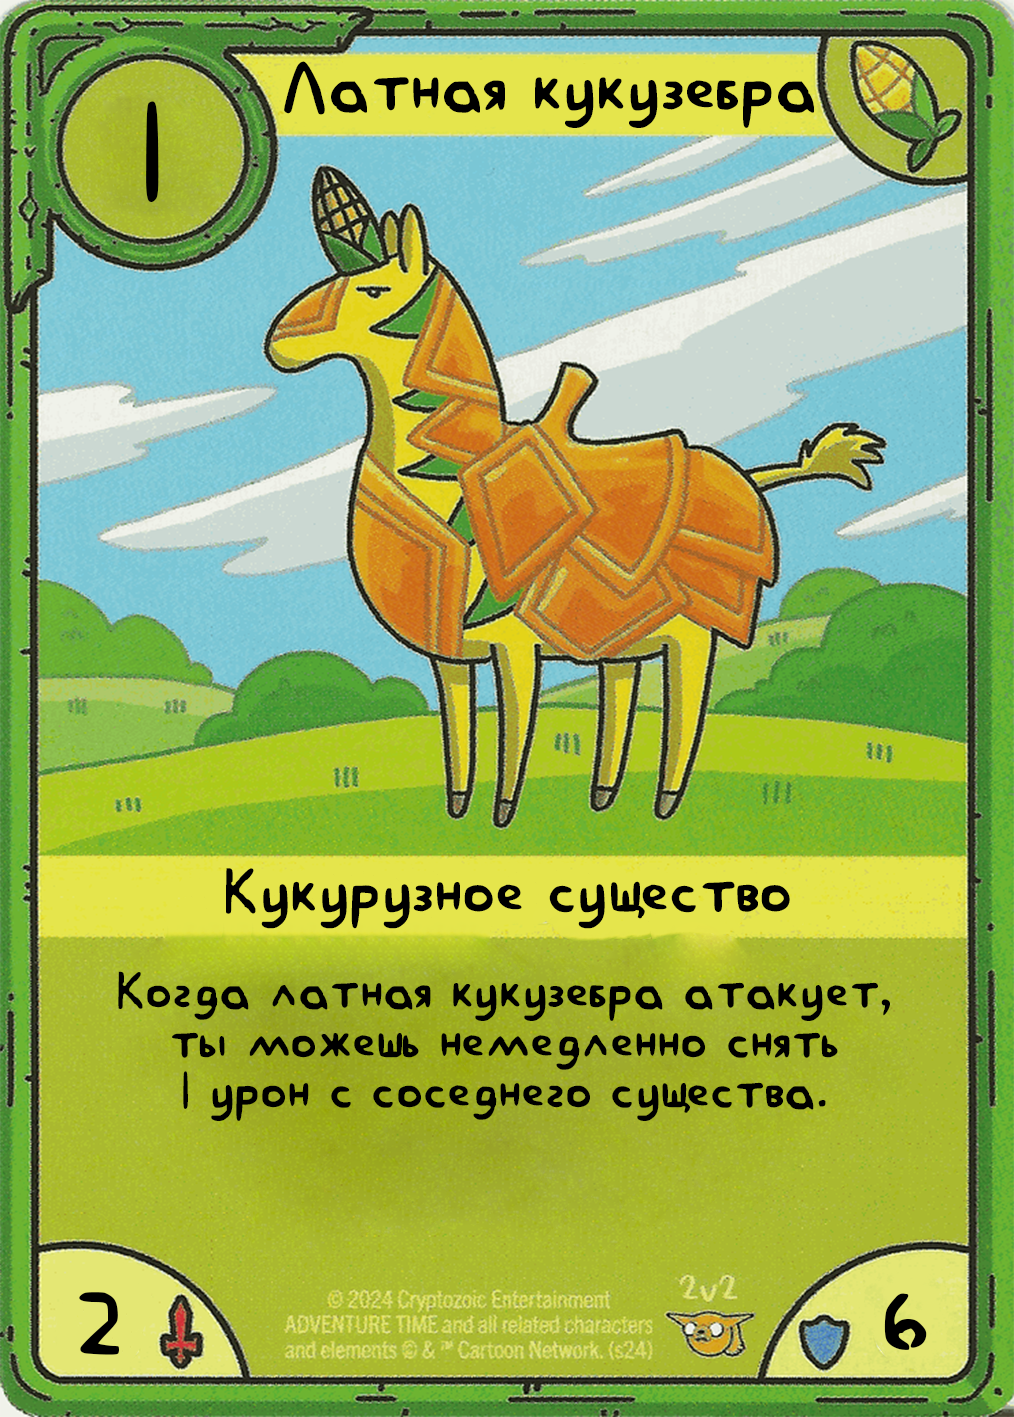 1
Латная кукузебра
Кукурузное существо
Когда латная кукузебра атакует,
ты можешь немедленно снять
1 урон с соседнего существа.
2
6
2v2
© 2024 Cryptozoic Entertainment
ADVENTURE TIME and all related characters
and elements © & ™ Cartoon Network. (s24)